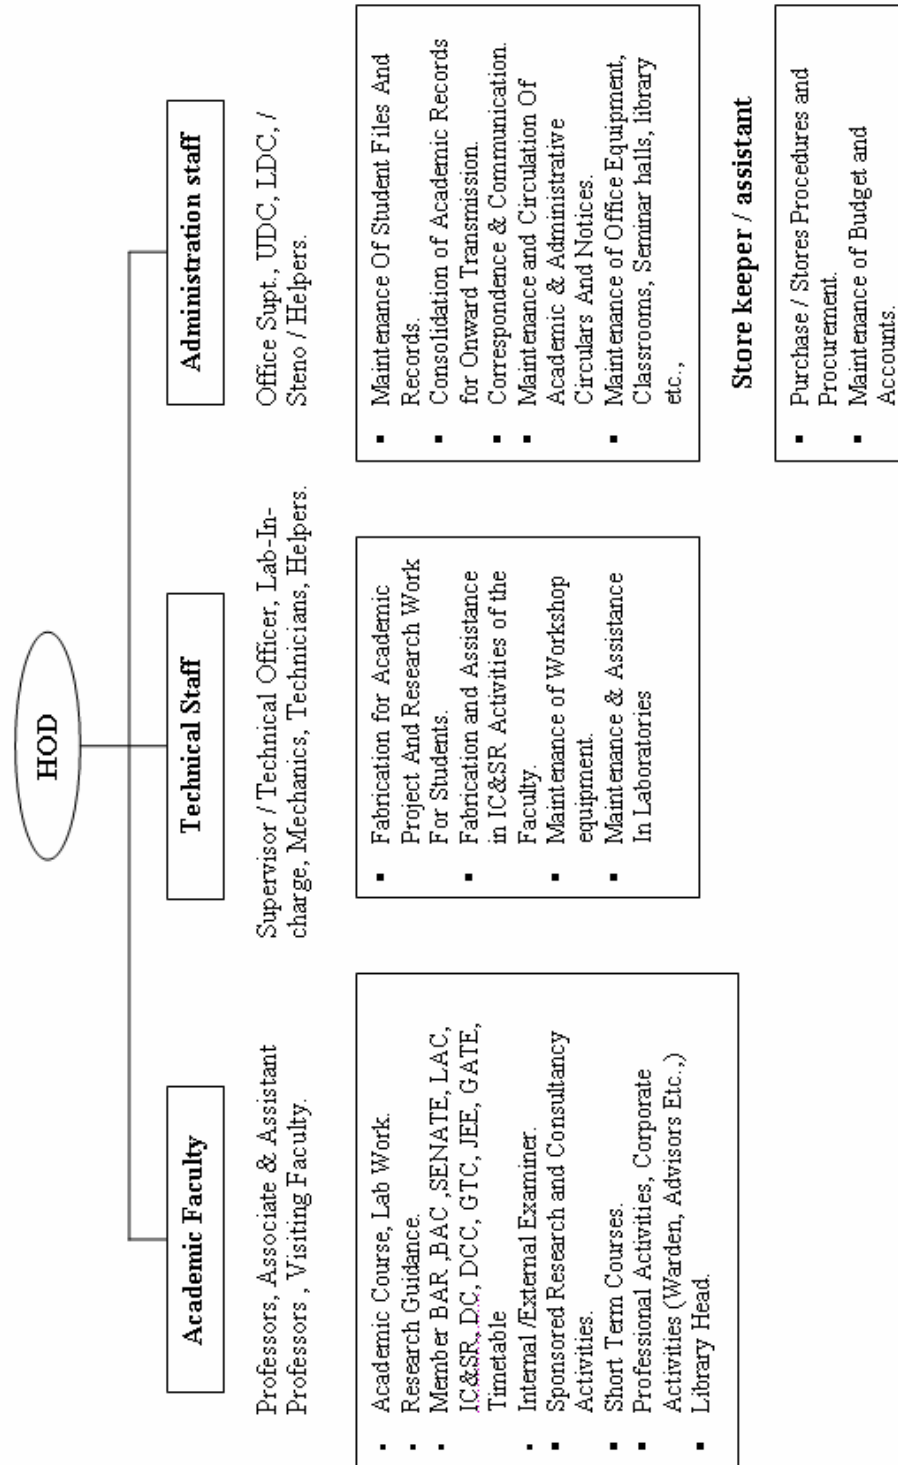 HOD
Academic Faculty
Professors, Associate & Assistant
Professors , Visiting Faculty.
▪ Academic Course, Lab Work.
▪ Research Guidance.
▪ Member BAR ,BAC ,SENATE, LAC,
IC&SR, DC, DCC, GTC, JEE, GATE,
Timetable
▪ Internal /External Examiner.
▪ Sponsored Research and Consultancy
Activities.
▪ Short Term Courses.
▪ Professional Activities, Corporate
Activities (Warden, Advisors Etc.,)
▪ Library Head.
Technical Staff
Supervisor / Technical Officer, Lab-In-
charge, Mechanics, Technicians, Helpers.
▪ Fabrication for Academic
Project And Research Work
For Students.
▪ Fabrication and Assistance
in IC&SR Activities of the
Faculty.
▪ Maintenance of Workshop
equipment.
▪ Maintenance & Assistance
In Laboratories
Administration staff
Office Supt., UDC, LDC, /
Steno / Helpers.
▪ Maintenance Of Student Files And
Records.
▪ Consolidation of Academic Records
for Onward Transmission.
▪ Correspondence & Communication.
▪ Maintenance and Circulation Of
Academic & Administrative
Circulars And Notices.
▪ Maintenance of Office Equipment,
Classrooms, Seminar halls, library
etc.,
Store keeper / assistant
▪ Purchase / Stores Procedures and
Procurement.
▪ Maintenance of Budget and
Accounts.